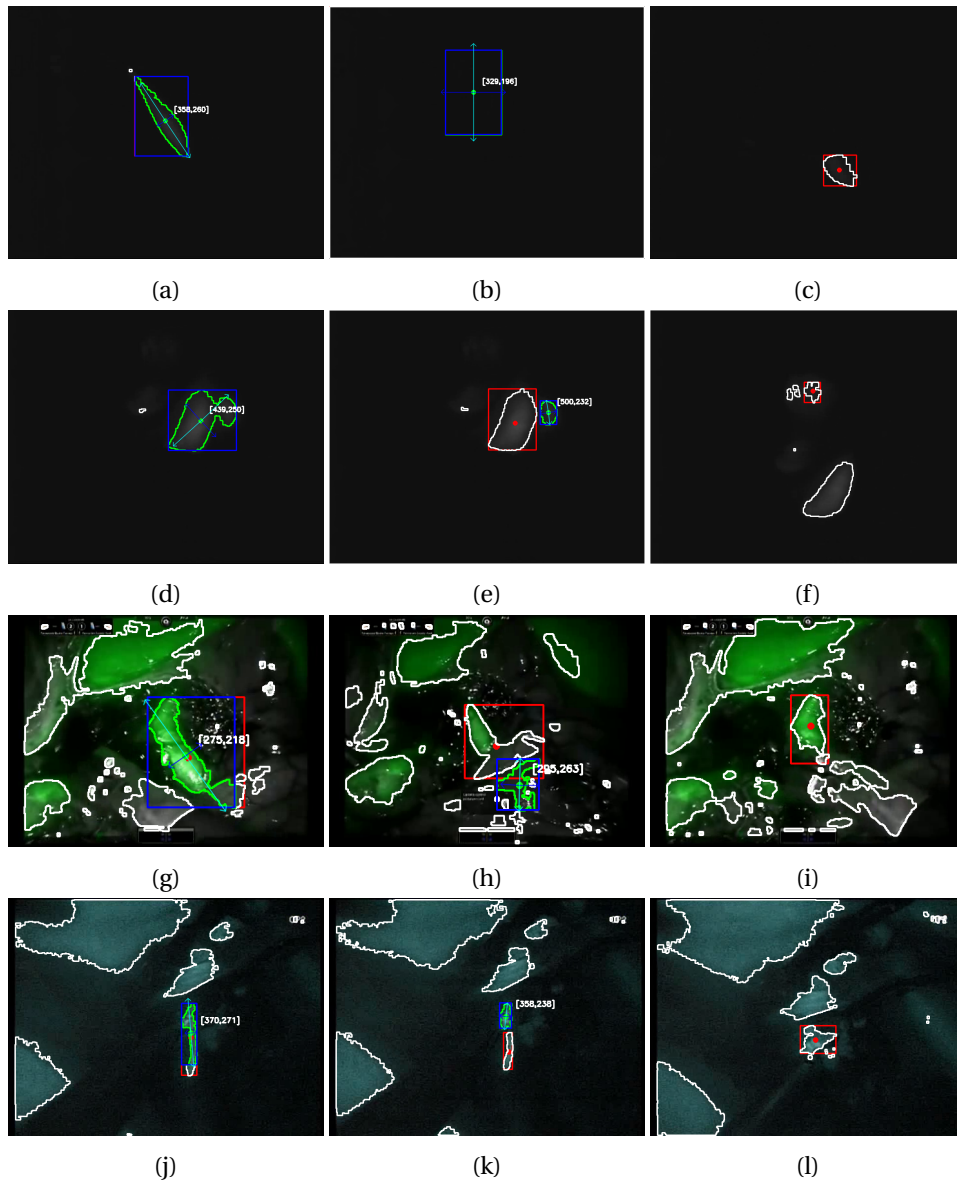 [358,260]
[329,196]
(a)
(b)
(c)
[439,250]
[500,232]
(d)
(e)
(f)
[275,218]
[295,263]
(g)
(h)
(i)
[370,271]
[358,238]
(j)
(k)
(l)